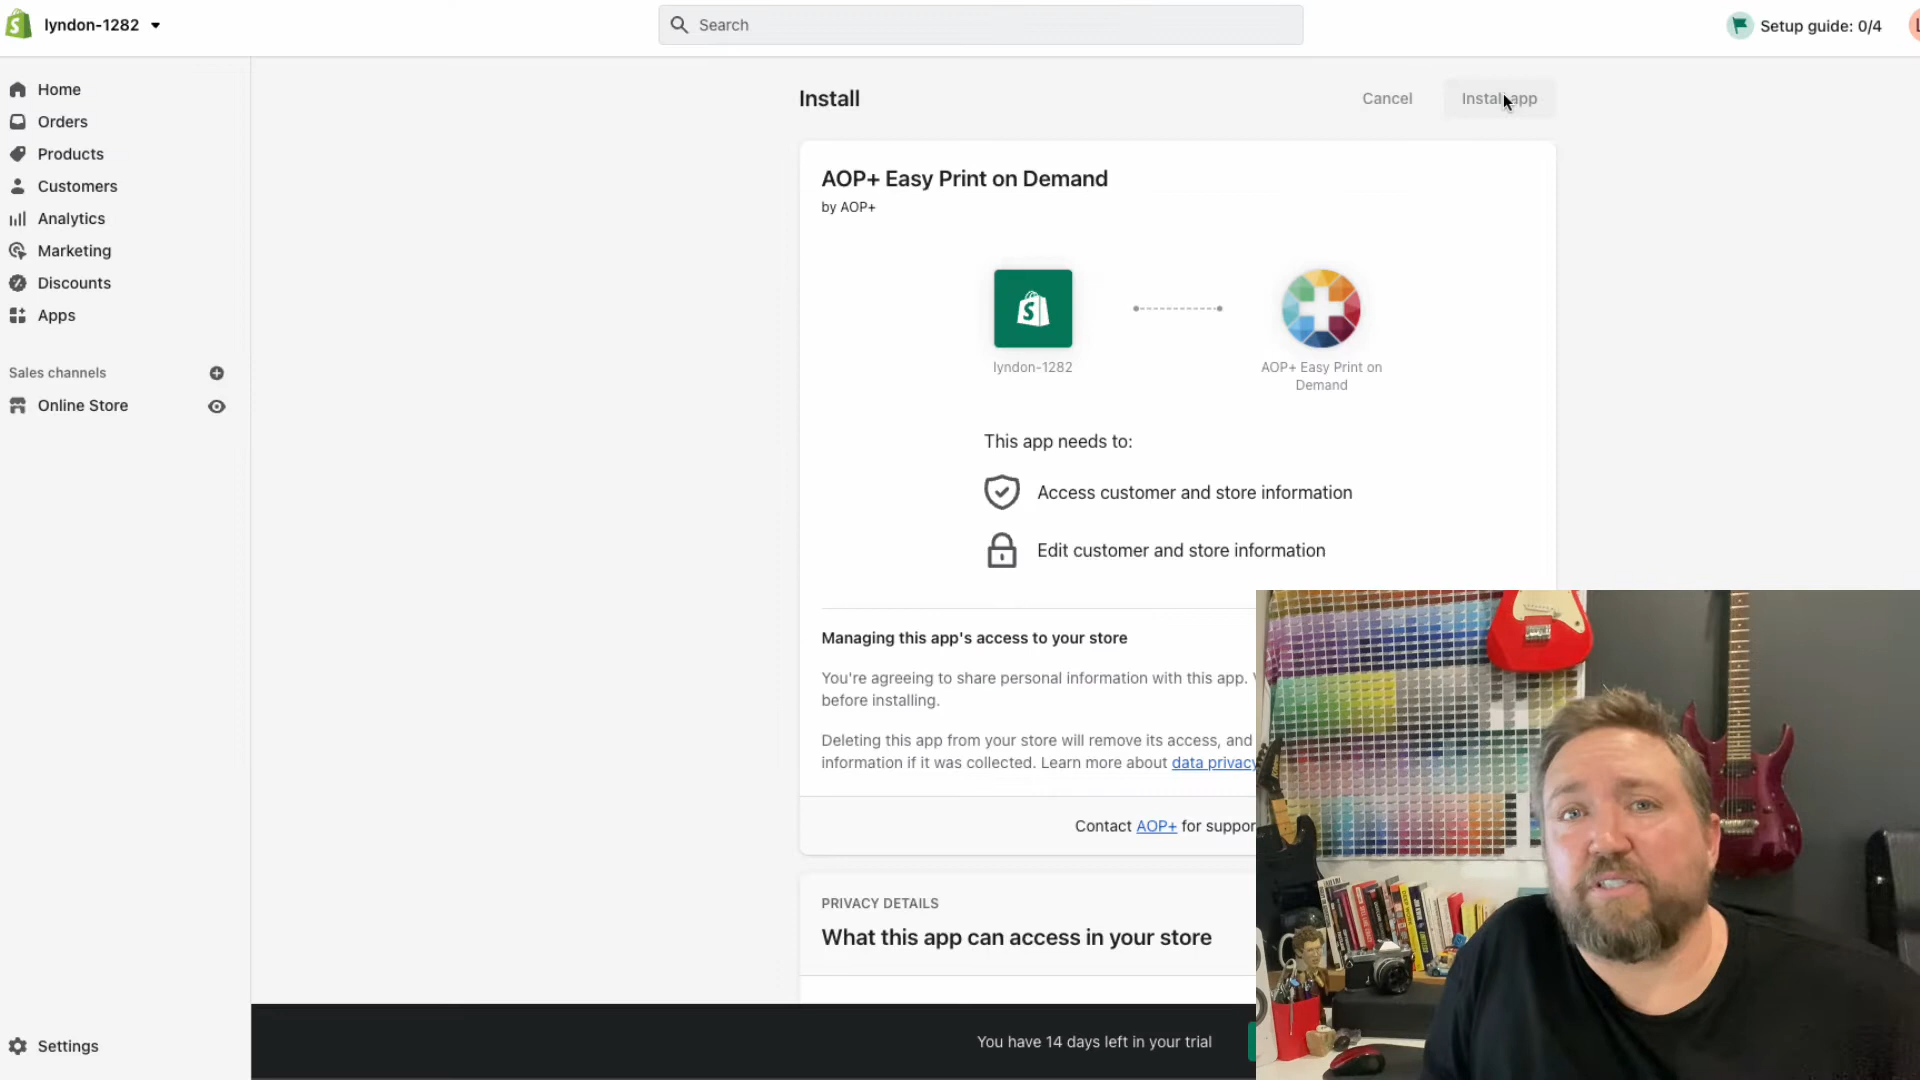 lyndon-1282
Search
Setup guide: 0/4
Home
Orders
Products
Customers
Analytics
Marketing
Discounts
Apps
Sales channels
Online Store
Settings
Install
Cancel
Install app
AOP+ Easy Print on Demand
by AOP+
lyndon-1282
AOP+ Easy Print on
Demand
This app needs to:
Access customer and store information
Edit customer and store information
Managing this app's access to your store
You're agreeing to share personal information with this app.
before installing.
Deleting this app from your store will remove its access, and
information if it was collected. Learn more about data privacy
Contact AOP+ for suppor
PRIVACY DETAILS
What this app can access in your store
You have 14 days left in your trial